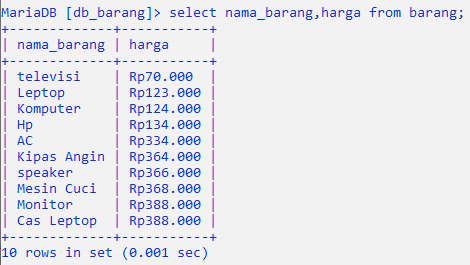 MariaDB [db_barang]> select nama_barang,harga from barang;
+-------------+-----------+
| nama_barang | harga     |
+-------------+-----------+
| televisi    | Rp70.000  |
| Leptop      | Rp123.000 |
| Komputer    | Rp124.000 |
| Hp          | Rp134.000 |
| AC          | Rp334.000 |
| Kipas Angin | Rp364.000 |
| speaker     | Rp366.000 |
| Mesin Cuci  | Rp368.000 |
| Monitor     | Rp388.000 |
| Cas Leptop  | Rp388.000 |
+-------------+-----------+
10 rows in set (0.001 sec)